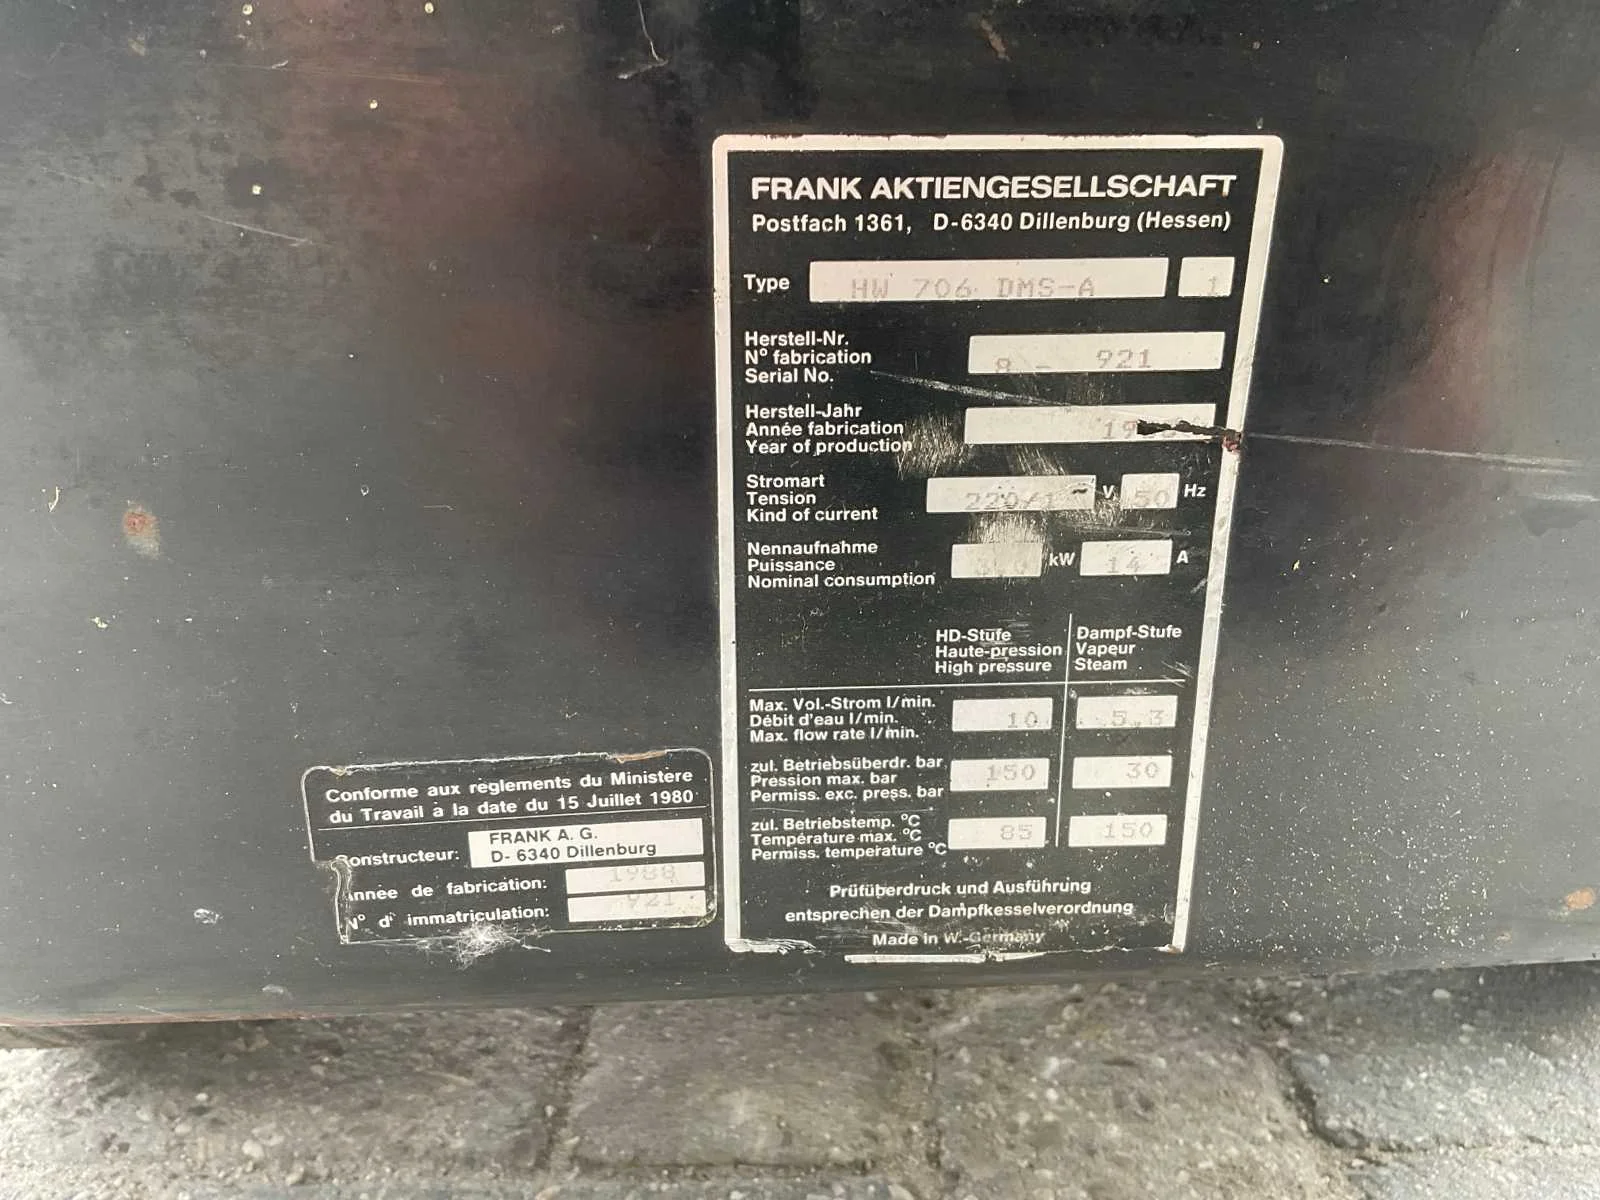 FRANK AKTIENGESELLSCHAFT
Postfach 1361, D-6340 Dillenburg (Hessen)
Type HW 706 DMS-A 1
Herstell-Nr.
N° fabrication
Serial No.
8 - 921
Herstell-Jahr
Année fabrication
Year of production
Stromart
Tension
Kind of current
220/1 ~ V 50 Hz
Nennaufnahme
Puissance
Nominal consumption
kW 14 A
HD-Stufe
Haute-pression
High pressure
Dampf-Stufe
Vapeur
Steam
Max. Vol.-Strom l/min.
Débit d'eau l/min.
Max. flow rate l/min.
10 5,3
zul. Betriebsüberdr. bar
Pression max. bar
Permiss. exc. press. bar
150 30
zul. Betriebstemp. °C
Température max. °C
Permiss. temperature °C
85 150
Prüfüberdruck und Ausführung
entsprechen der Dampfkesselverordnung
Made in W.-Germany
Conforme aux règlements du Ministere
du Travail à la date du 15 Juillet 1980
Constructeur: FRANK A. G.
D- 6340 Dillenburg
Année de fabrication: 1988
N° d' immatriculation: 921